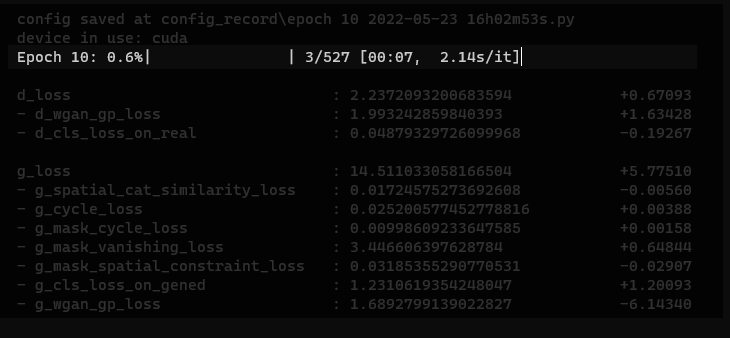 config saved at config_record\epoch 10 2022-05-23 16h02m53s.py
device in use: cuda
Epoch 10: 0.6%| | 3/527 [00:07, 2.14s/it]
d_loss : 2.2372093200683594 +0.67093
- d_wgan_gp_loss : 1.993242859840393 +1.63428
- d_cls_loss_on_real : 0.04879329726099968 -0.19267
g_loss : 14.511033058166504 +5.77510
- g_spatial_cat_similarity_loss : 0.01724575273692608 -0.00560
- g_cycle_loss : 0.025200577452778816 +0.00388
- g_mask_cycle_loss : 0.00998609233647585 +0.00158
- g_mask_vanishing_loss : 3.446606397628784 +0.64844
- g_mask_spatial_constraint_loss : 0.03185355290770531 -0.02907
- g_cls_loss_on_gened : 1.2310619354248047 +1.20093
- g_wgan_gp_loss : 1.6892799139022827 -6.14340